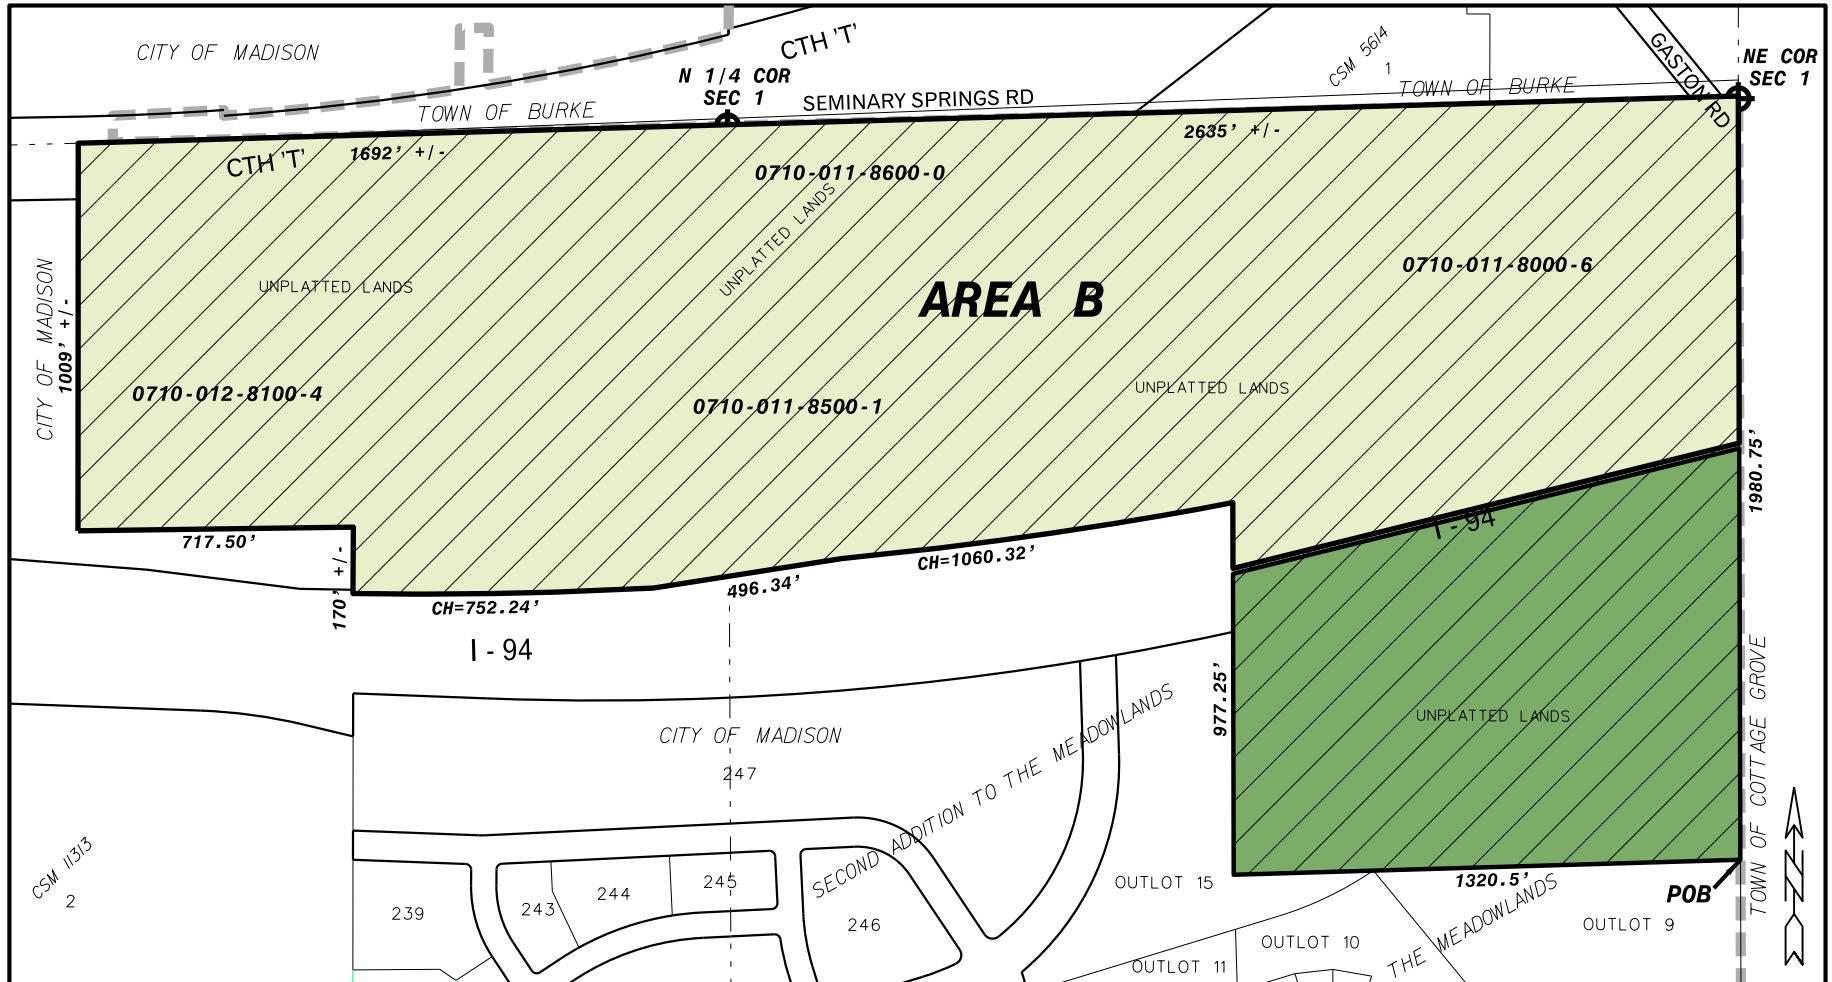 CITY OF MADISON
CTH 'T'
N 1/4 COR
SEC 1
TOWN OF BURKE
SEMINARY SPRINGS RD
CSM 5614
1
TOWN OF BURKE
GASTON RD
NE COR
SEC 1
CTH 'T'
1692' +/-
2635' +/-
0710-011-8600-0
UNPLATTED LANDS
UNPLATTED LANDS
0710-011-8000-6
AREA B
CITY OF MADISON
1009' +/-
0710-012-8100-4
0710-011-8500-1
UNPLATTED LANDS
1980.75'
717.50'
170' +/-
CH=752.24'
496.34'
CH=1060.32'
I - 94
I - 94
977.25'
UNPLATTED LANDS
TOWN OF COTTAGE GROVE
CITY OF MADISON
247
SECOND ADDITION TO THE MEADOWLANDS
CSM 11313
2
239
243
244
245
246
OUTLOT 15
1320.5'
POB
N
OUTLOT 9
OUTLOT 10
OUTLOT 11
THE MEADOWLANDS